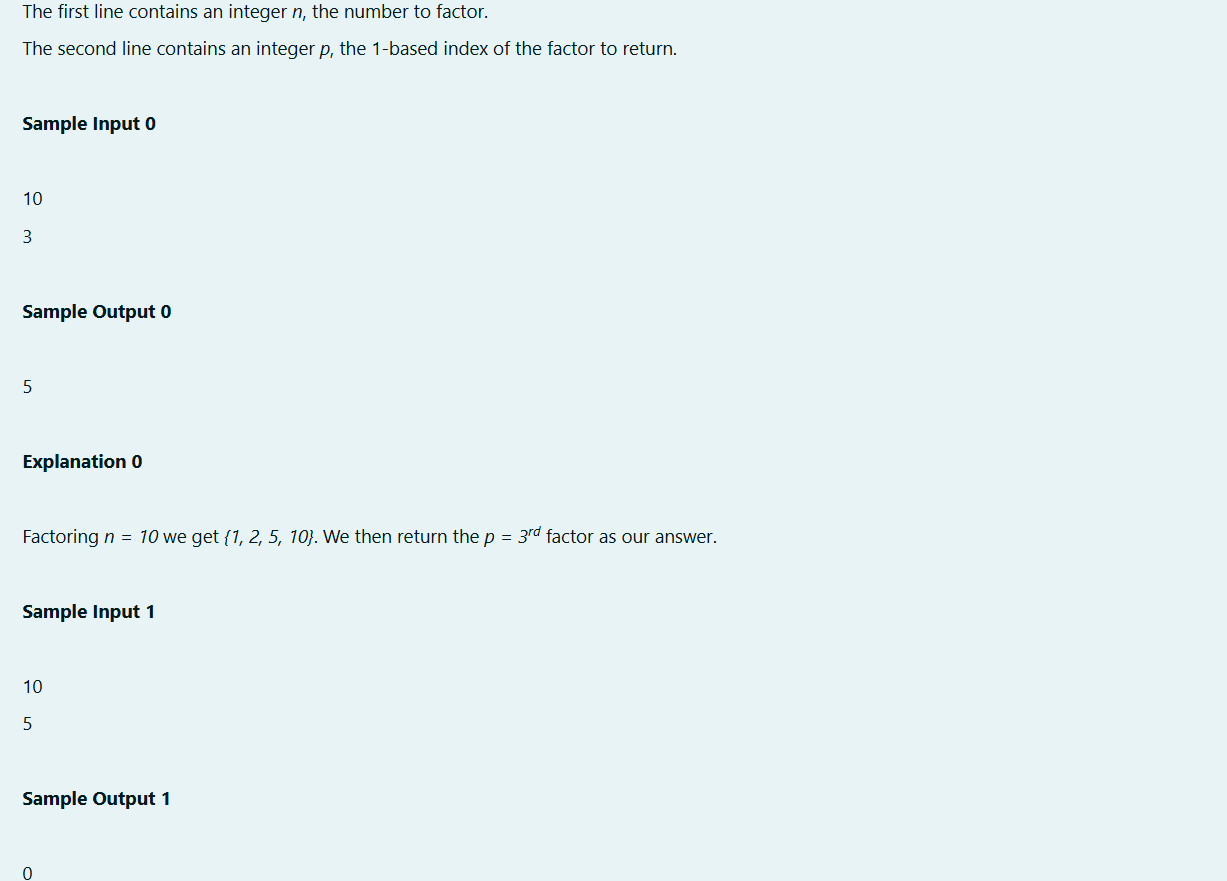 The first line contains an integer n, the number to factor.
The second line contains an integer p, the 1-based index of the factor to return.
Sample Input 0
10
3
Sample Output 0
5
Explanation 0
Factoring n = 10 we get {1, 2, 5, 10}. We then return the p = 3rd factor as our answer.
Sample Input 1
10
5
Sample Output 1
0